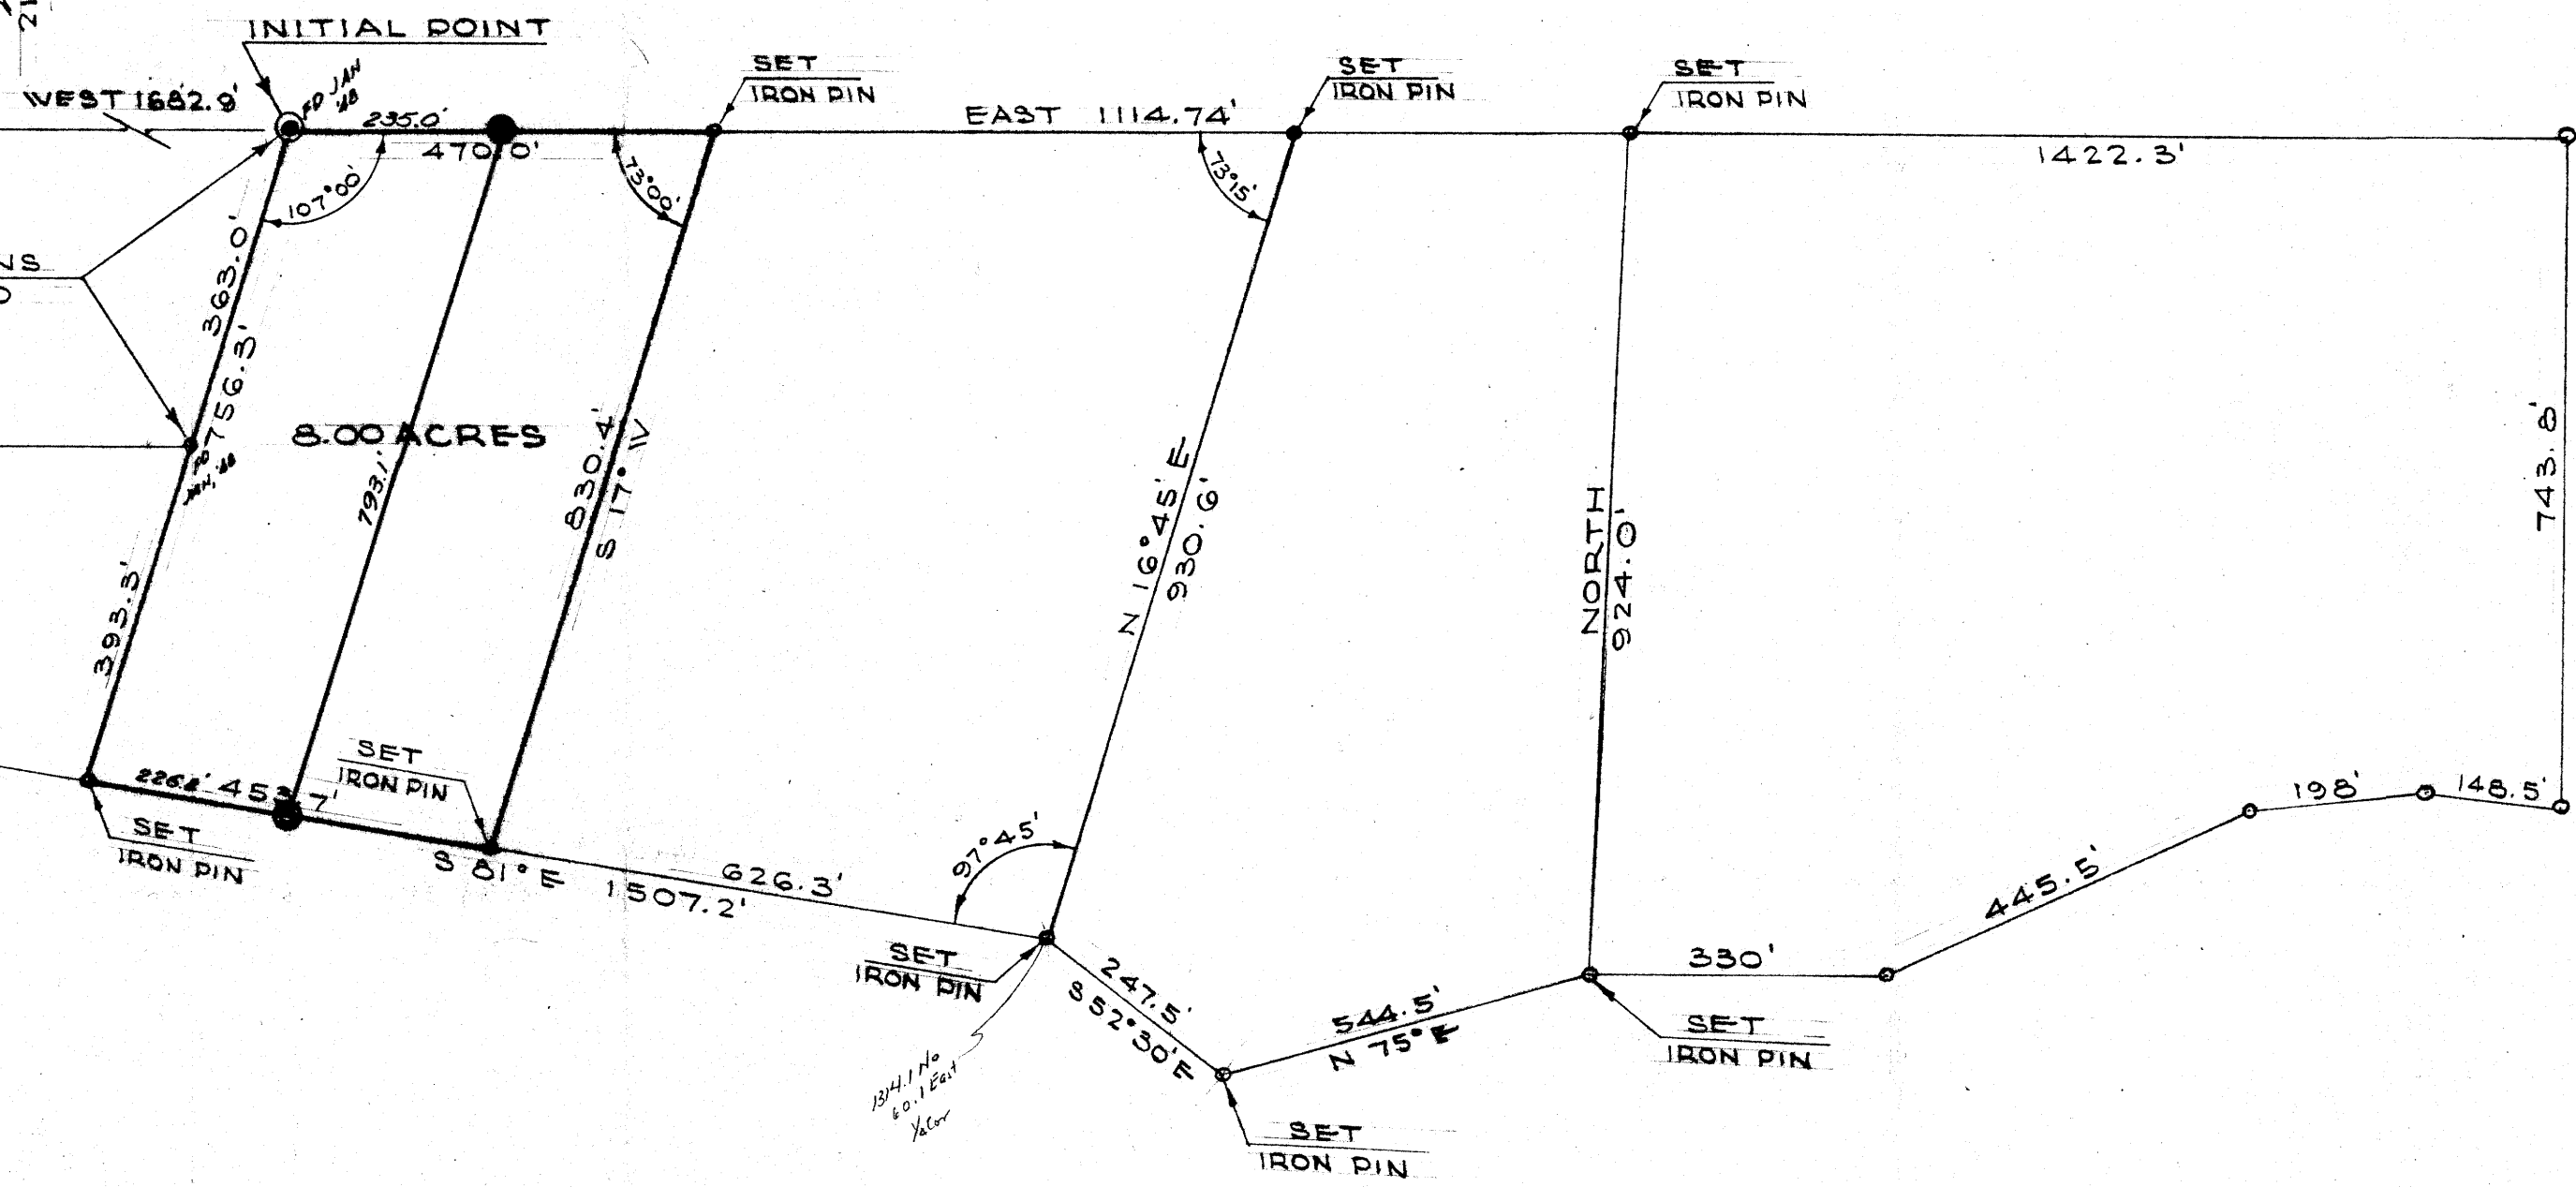 21
INITIAL POINT
WEST 1682.9'
FD JAN
'48
235.0'
470.0'
SET
IRON PIN
EAST 1114.74'
SET
IRON PIN
SET
IRON PIN
1422.3'
107°00'
73°00'
73°15'
NS
D
363.0'
756.3'
FD
JAN, '48
393.3'
8.00 ACRES
793.1'
830.4'
S 17° W
N 16°45' E
930.6'
NORTH
924.0'
743.8'
SET
IRON PIN
226.8' 453.7'
SET
IRON PIN
S 81° E 1507.2'
626.3'
97°45'
SET
IRON PIN
247.5'
S 52°30' E
544.5'
N 75° E
330'
445.5'
198'
148.5'
SET
IRON PIN
SET
IRON PIN
1314.1 No
60.1 East